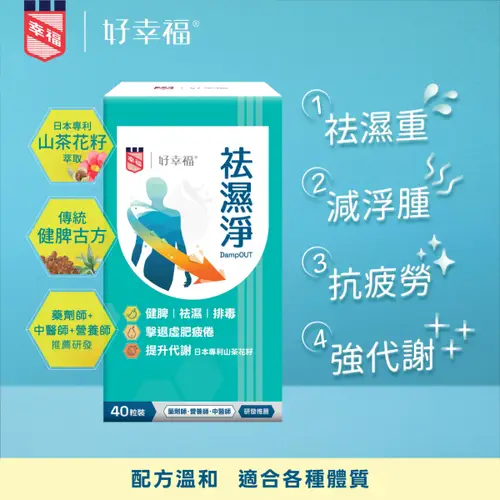 幸福
好幸福®
日本專利
山茶花籽
萃取
傳統
健脾古方
藥劑師+
中醫師+營養師
推薦研發
幸福
好幸福®
祛濕淨
DampOUT
健脾｜祛濕｜排毒
擊退虛肥疲倦
提升代謝 日本專利山茶花籽
40粒裝
藥劑師·營養師·中醫師
研發推薦
① 祛濕重
② 減浮腫
③ 抗疲勞
④ 強代謝
配方溫和 適合各種體質